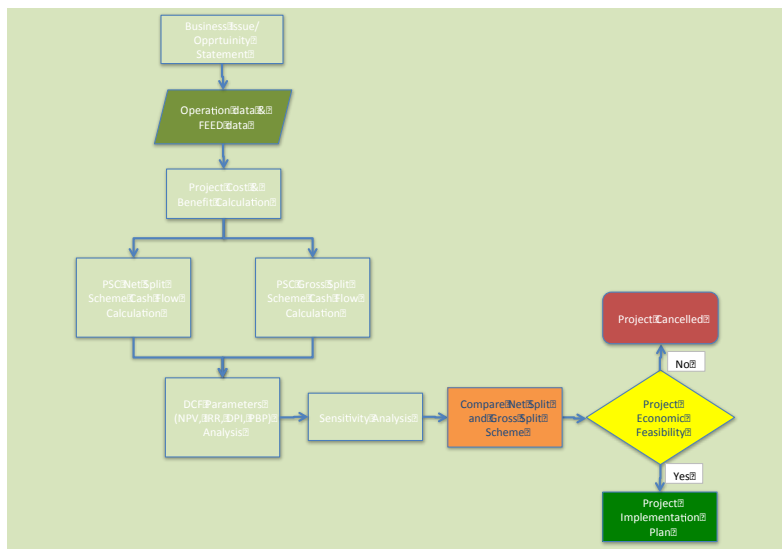 Business Issue/
Opprtuinity
Statement
Operation data &
FEED data
Project Cost &
Benefit Calculation
PSC Net Split
Scheme Cash Flow
Calculation
PSC Gross Split
Scheme Cash Flow
Calculation
DCF Parameters
(NPV, IRR, DPI, PBP)
Analysis
Sensitivity Analysis
Compare Net Split
and Gross Split
Scheme
Project Cancelled
No
Project
Economic
Feasibility
Yes
Project
Implementation
Plan